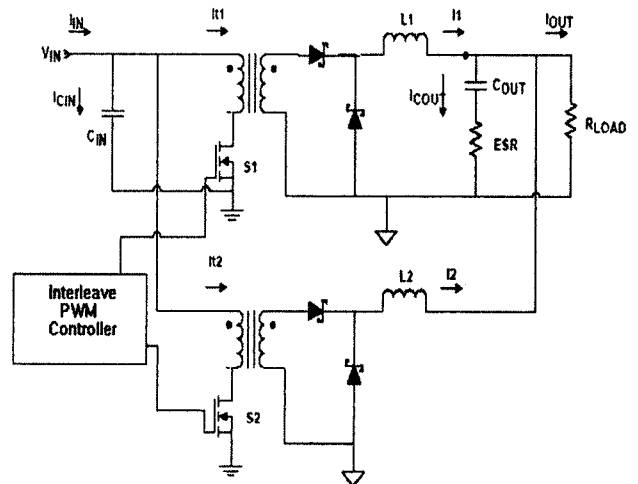 IIN
It1
L1
I1
IOUT
VIN
ICIN
CIN
ICOUT
COUT
ESR
RLOAD
S1
It2
L2
I2
Interleave
PWM
Controller
S2